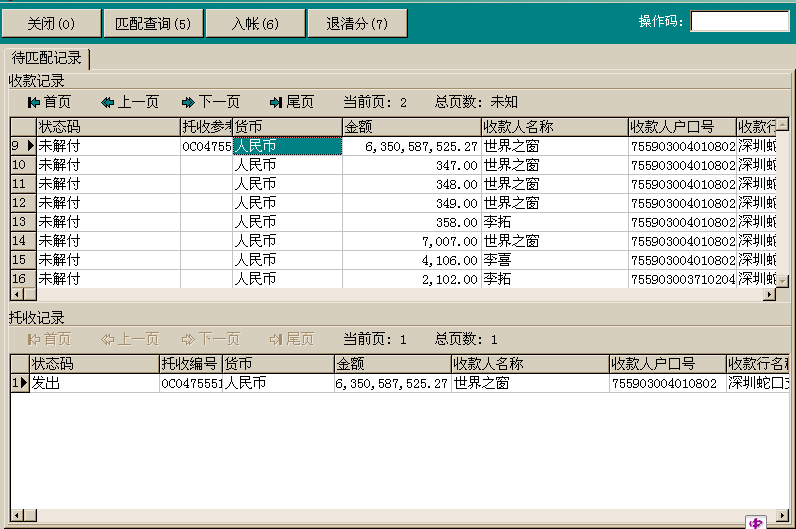 关闭(0) 匹配查询(5) 入帐(6) 退清分(7) 操作码:
待匹配记录
收款记录
首页 上一页 下一页 尾页 当前页: 2 总页数: 未知
状态码 托收参考 货币 金额 收款人名称 收款人户口号 收款行
9 未解付 OC04755 人民币 6,350,587,525.27 世界之窗 755903004010802 深圳蛇
10 未解付 人民币 347.00 世界之窗 755903004010802 深圳蛇
11 未解付 人民币 348.00 世界之窗 755903004010802 深圳蛇
12 未解付 人民币 349.00 世界之窗 755903004010802 深圳蛇
13 未解付 人民币 358.00 李拓 755903004010802 深圳蛇
14 未解付 人民币 7,007.00 世界之窗 755903004010802 深圳蛇
15 未解付 人民币 4,106.00 李喜 755903004010802 深圳蛇
16 未解付 人民币 2,102.00 李拓 755903003710204 深圳蛇
托收记录
首页 上一页 下一页 尾页 当前页: 1 总页数: 1
状态码 托收编号 货币 金额 收款人名称 收款人户口号 收款行名称
1 发出 OC0475551 人民币 6,350,587,525.27 世界之窗 755903004010802 深圳蛇口支
中